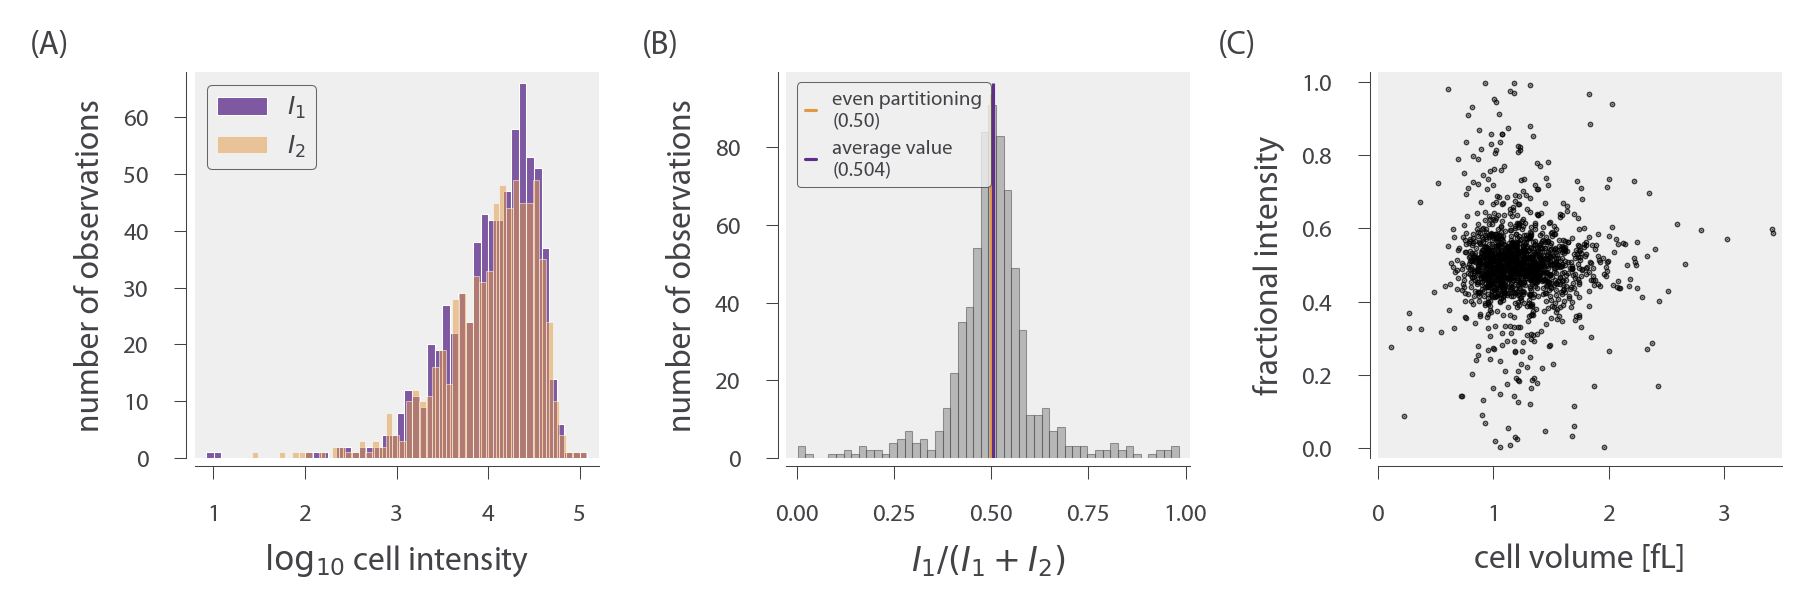 (A)
number of observations
60
50
40
30
20
10
0
I₁
I₂
1 2 3 4 5
log₁₀ cell intensity
(B)
number of observations
80
60
40
20
0
even partitioning
(0.50)
average value
(0.504)
0.00 0.25 0.50 0.75 1.00
I₁/(I₁ + I₂)
(C)
fractional intensity
1.0
0.8
0.6
0.4
0.2
0.0
0 1 2 3
cell volume [fL]